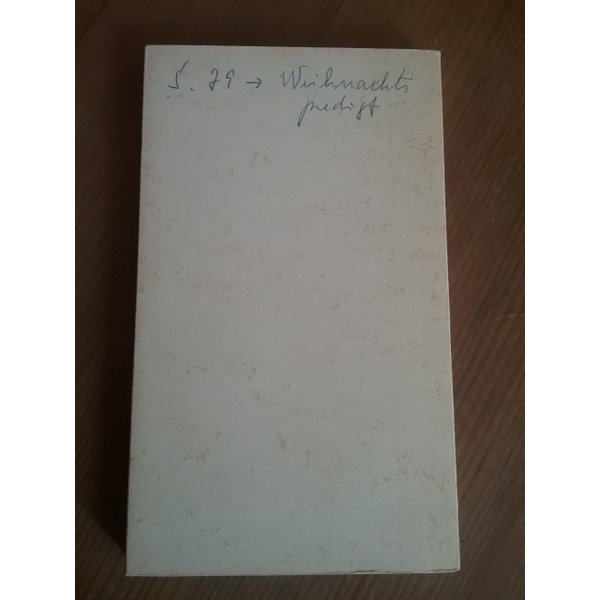 S. 79 → Weihnachts
predigt